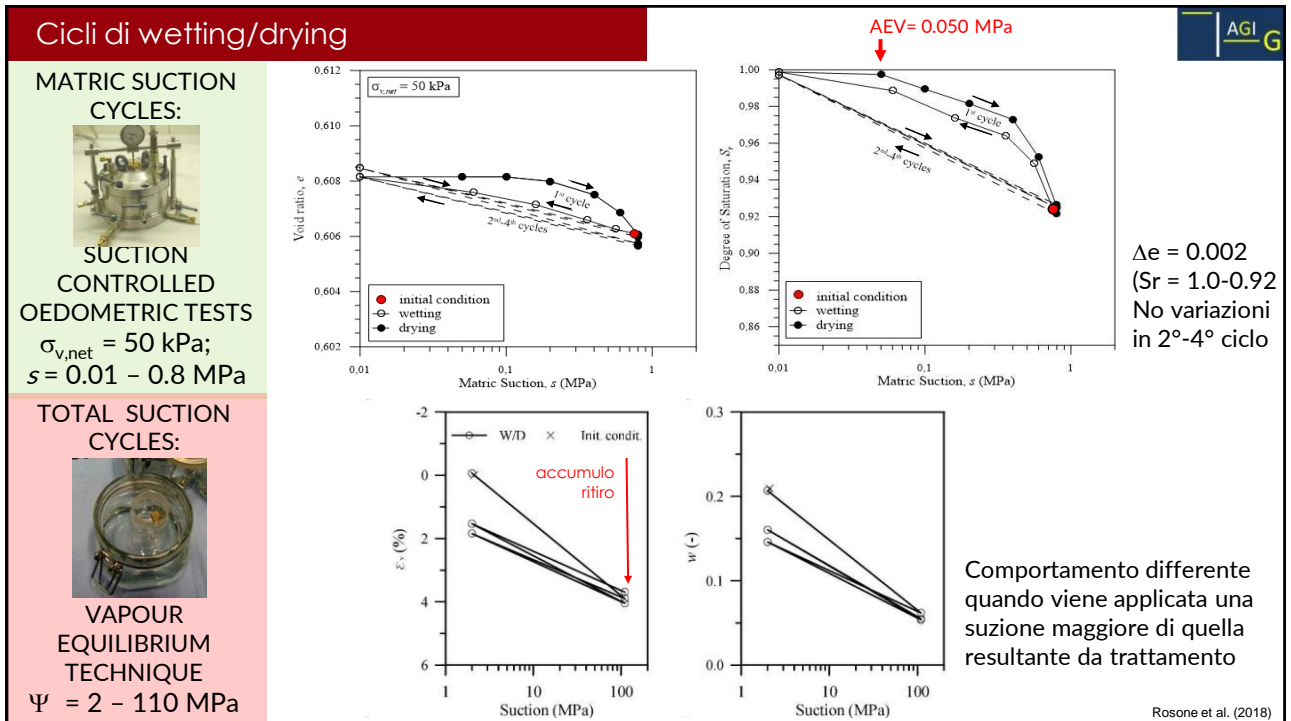 Cicli di wetting/drying
AEV= 0.050 MPa
AGI
G
MATRIC SUCTION
CYCLES:
SUCTION
CONTROLLED
OEDOMETRIC TESTS
σv,net = 50 kPa;
s = 0.01 – 0.8 MPa
TOTAL SUCTION
CYCLES:
VAPOUR
EQUILIBRIUM
TECHNIQUE
Ψ = 2 – 110 MPa
0,612
0,610
0,608
0,606
0,604
0,602
Void ratio, e
σv,net = 50 kPa
1st cycle
2nd-4th cycles
initial condition
wetting
drying
0,01
0,1
1
Matric Suction, s (MPa)
1.00
0,98
0,96
0,94
0,92
0,90
0,88
0,86
Degree of Saturation, Sr
1st cycle
2nd-4th cycles
initial condition
wetting
drying
0,01
0,1
1
Matric Suction, s (MPa)
Δe = 0.002
(Sr = 1.0-0.92
No variazioni
in 2°-4° ciclo
-2
0
2
4
6
εv (%)
W/D
Init. condit.
accumulo
ritiro
1
10
100
Suction (MPa)
0.3
0.2
0.1
0.0
w (-)
1
10
100
Suction (MPa)
Comportamento differente
quando viene applicata una
suzione maggiore di quella
resultante da trattamento
Rosone et al. (2018)